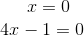 x = 0
4x − 1 = 0